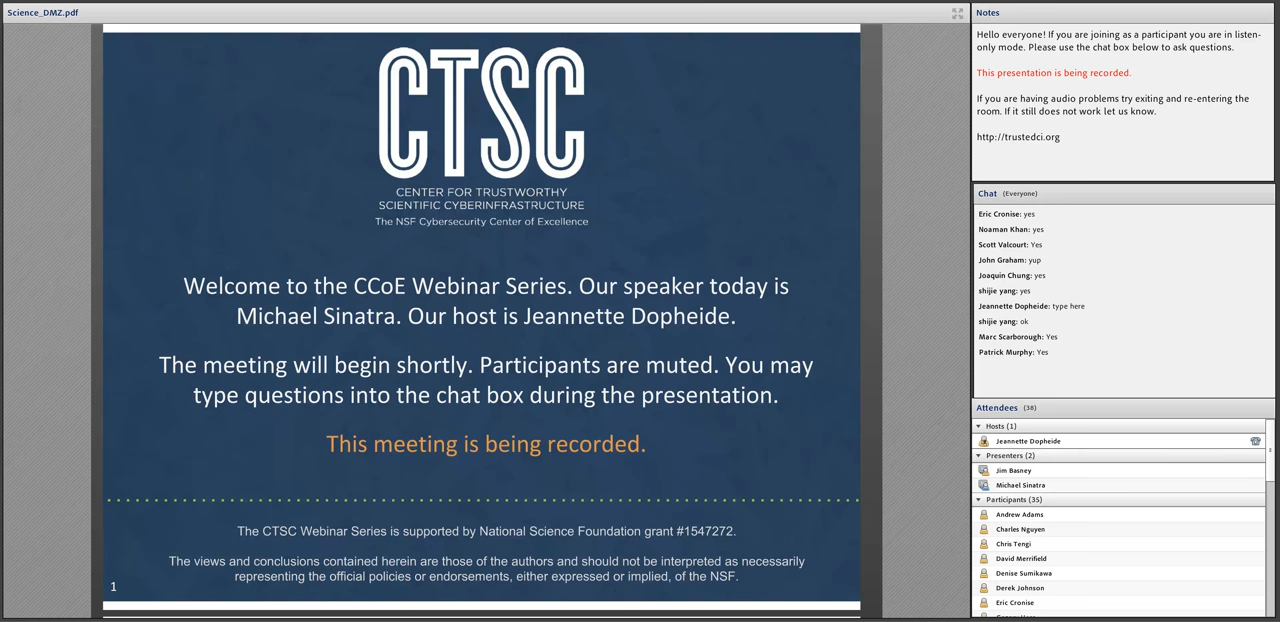 Science_DMZ.pdf
CTSC
CENTER FOR TRUSTWORTHY
SCIENTIFIC CYBERINFRASTRUCTURE
The NSF Cybersecurity Center of Excellence
Welcome to the CCoE Webinar Series. Our speaker today is
Michael Sinatra. Our host is Jeannette Dopheide.
The meeting will begin shortly. Participants are muted. You may
type questions into the chat box during the presentation.
This meeting is being recorded.
The CTSC Webinar Series is supported by National Science Foundation grant #1547272.
The views and conclusions contained herein are those of the authors and should not be interpreted as necessarily
representing the official policies or endorsements, either expressed or implied, of the NSF.
1
Notes
Hello everyone! If you are joining as a participant you are in listen-
only mode. Please use the chat box below to ask questions.
This presentation is being recorded.
If you are having audio problems try exiting and re-entering the
room. If it still does not work let us know.
http://trustedci.org
Chat (Everyone)
Eric Cronise: yes
Noaman Khan: yes
Scott Valcourt: Yes
John Graham: yup
Joaquin Chung: yes
shijie yang: yes
Jeannette Dopheide: type here
shijie yang: ok
Marc Scarborough: Yes
Patrick Murphy: Yes
Attendees (38)
Hosts (1)
Jeannette Dopheide
Presenters (2)
Jim Basney
Michael Sinatra
Participants (35)
Andrew Adams
Charles Nguyen
Chris Tengi
David Merrifield
Denise Sumikawa
Derek Johnson
Eric Cronise